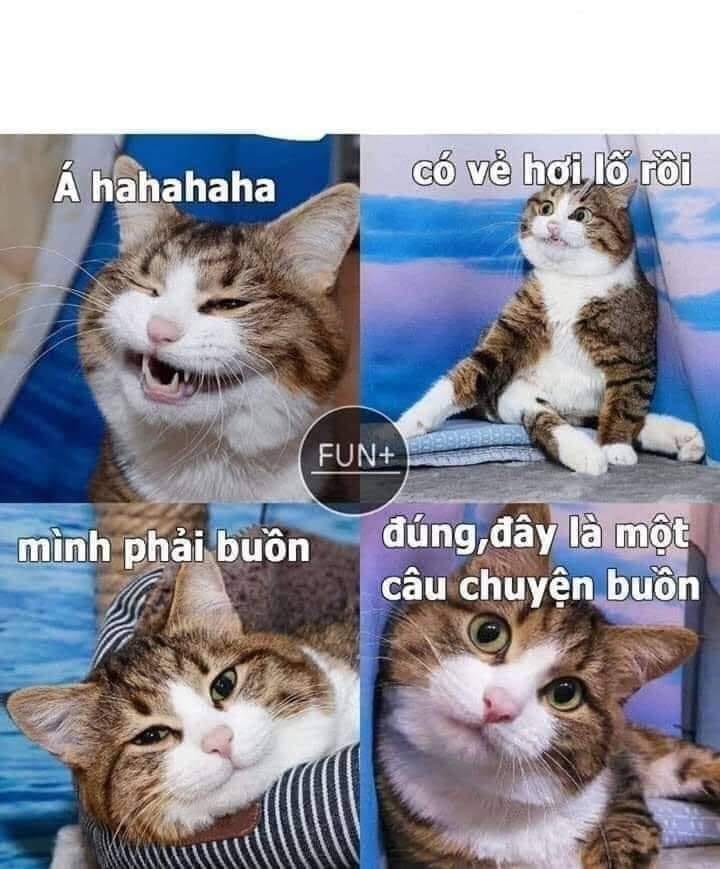 Á hahahaha
có vẻ hơi lố rồi
FUN+
mình phải buồn
đúng,đây là một
câu chuyện buồn